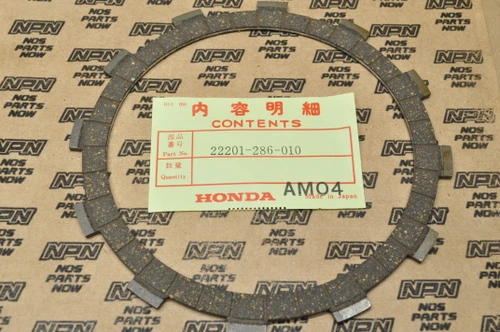 内容明細
CONTENTS
部品
番号
Part No.
22201-286-010
数量
Quantity
HONDA
AMO4
Made in Japan
NPN
NOS
PARTS
NOW